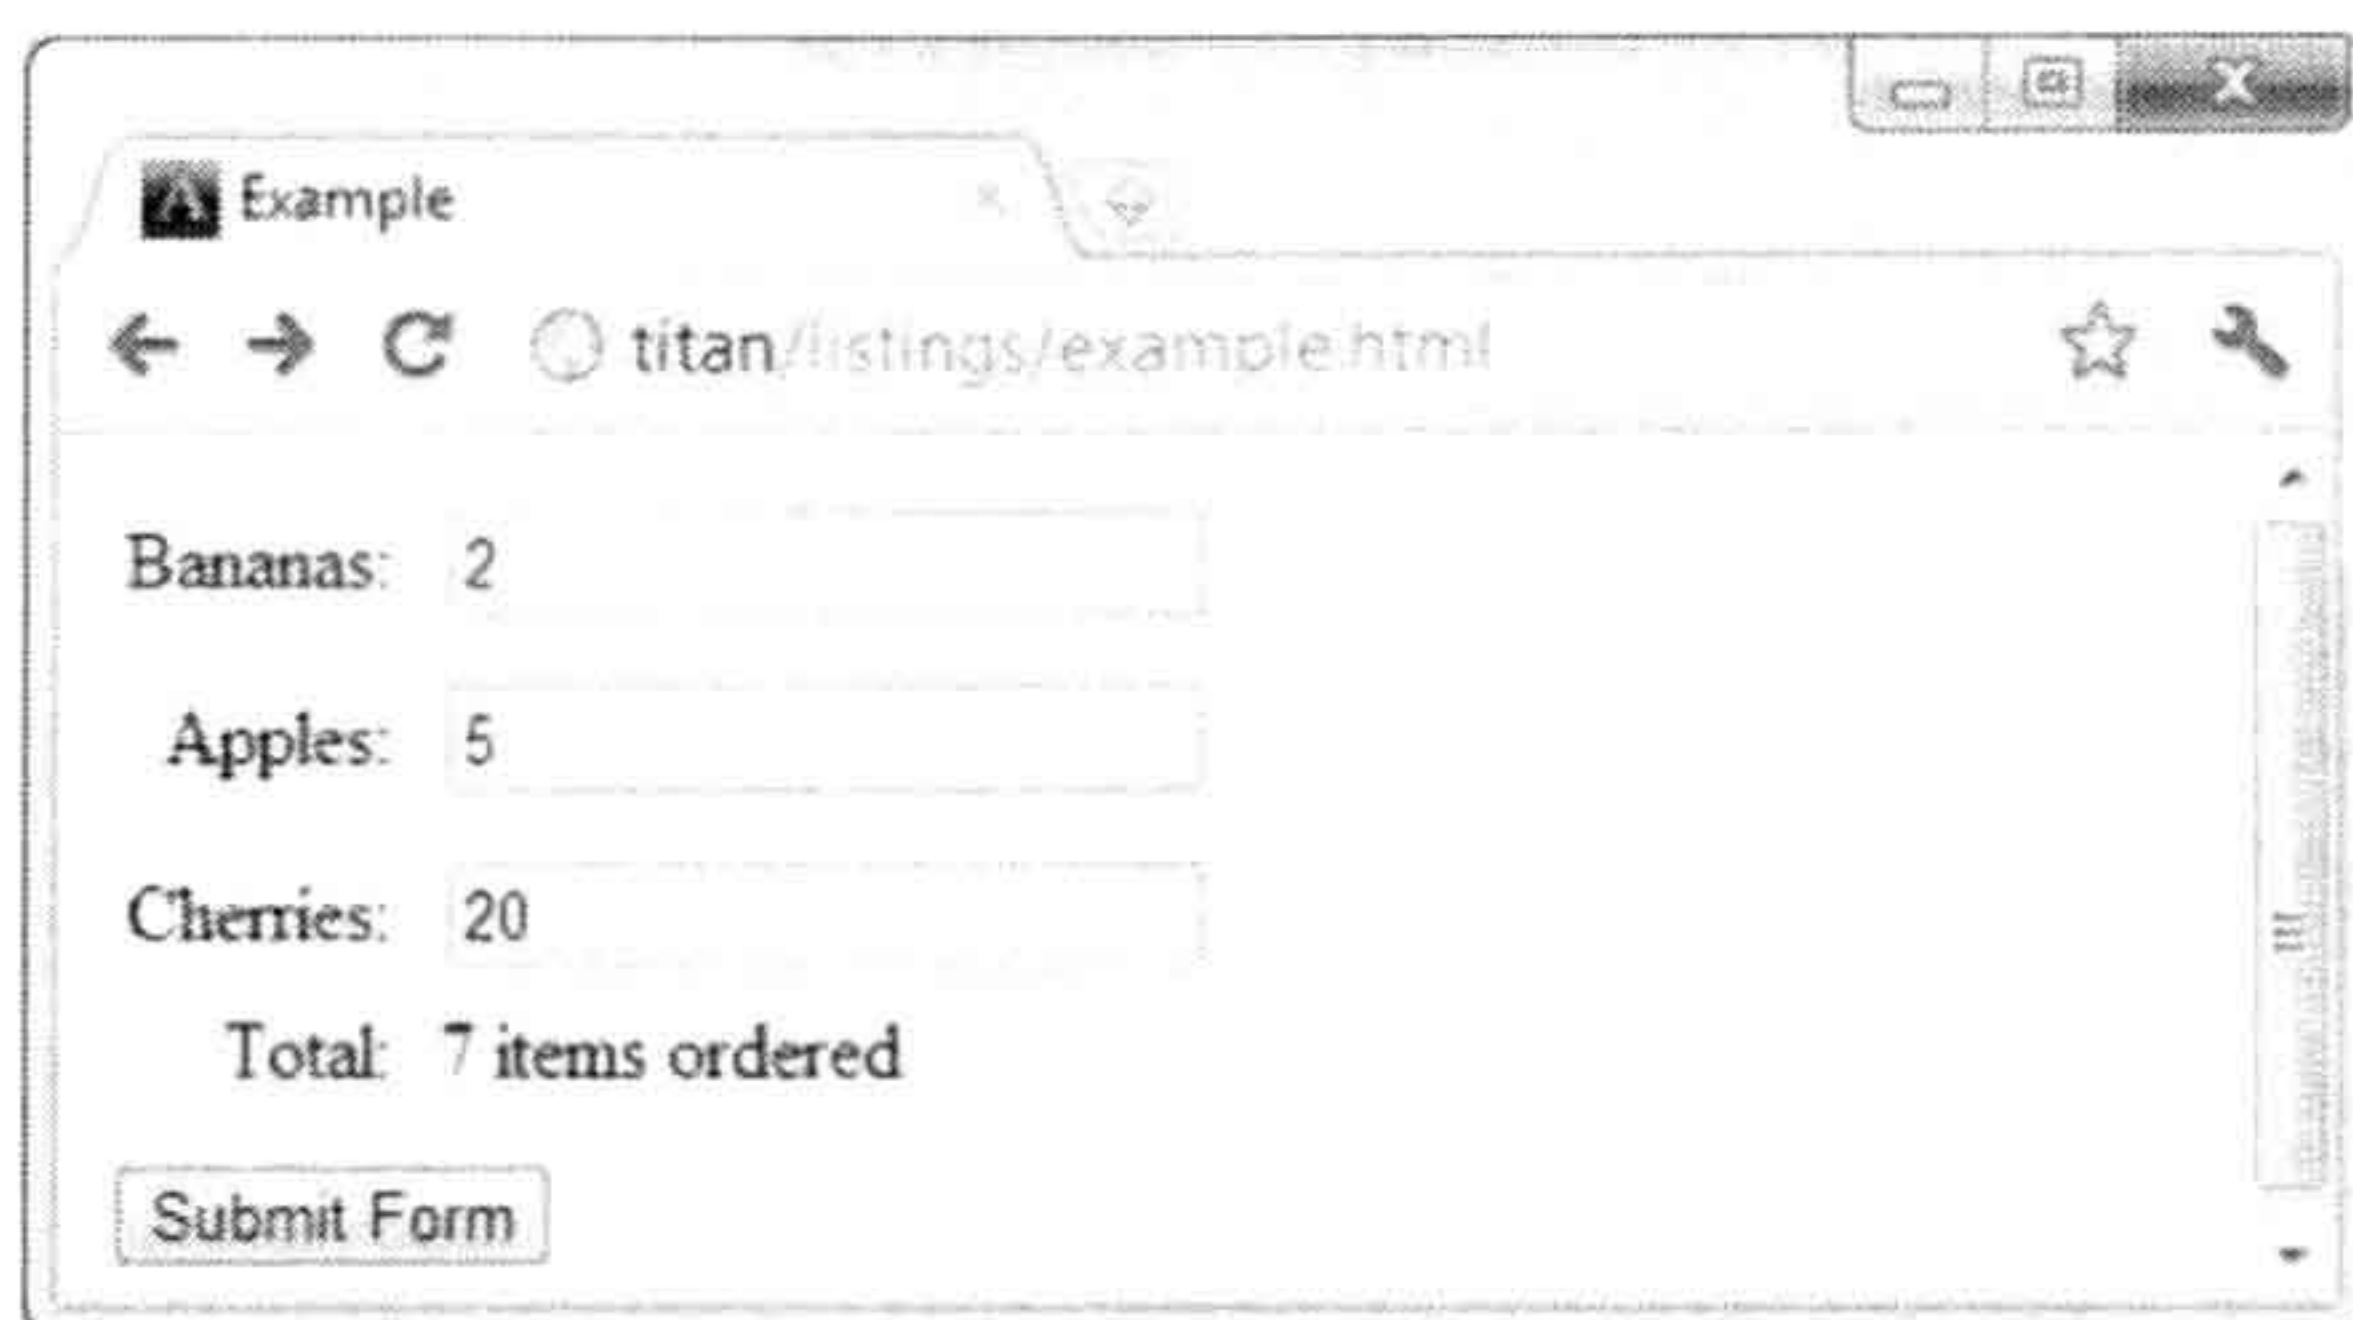 Example
titan/listings/example.html
Bananas: 2
Apples: 5
Cherries: 20
Total: 7 items ordered
Submit Form